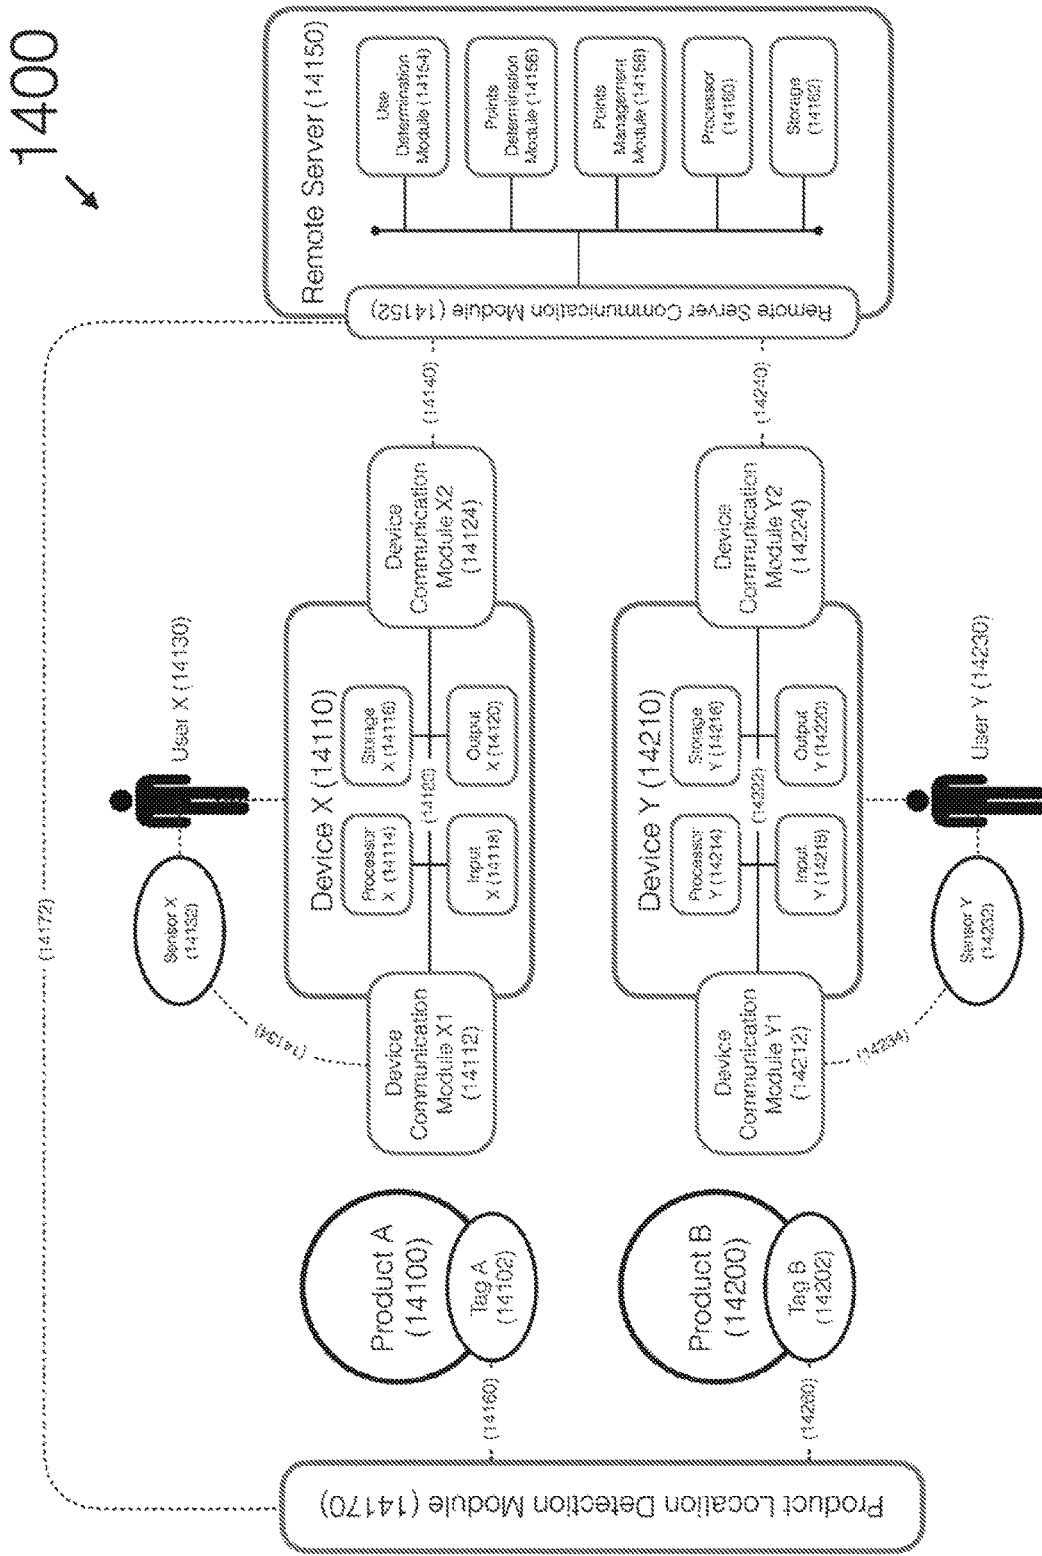 1400
Remote Server (14150)
Use
Determination
Module (14154)
Points
Determination
Module (14156)
Points
Management
Module (14158)
Processor
(14160)
Storage
(14162)
Remote Server Communication Module (14152)
(14172)
(14140)
(14240)
User X (14130)
Sensor X
(14132)
(14134)
Device
Communication
Module X2
(14124)
Device X (14110)
Storage
X (14116)
Output
X (14120)
Processor
X (14114)
Input
X (14118)
Device
Communication
Module X1
(14112)
Device
Communication
Module Y2
(14224)
Device Y (14210)
Storage
Y (14216)
Output
Y (14220)
(14222)
Processor
Y (14214)
Input
Y (14218)
Device
Communication
Module Y1
(14212)
User Y (14230)
Sensor Y
(14232)
(14234)
Product A
(14100)
Tag A
(14102)
(14160)
Product B
(14200)
Tag B
(14202)
(14260)
Product Location Detection Module (14170)